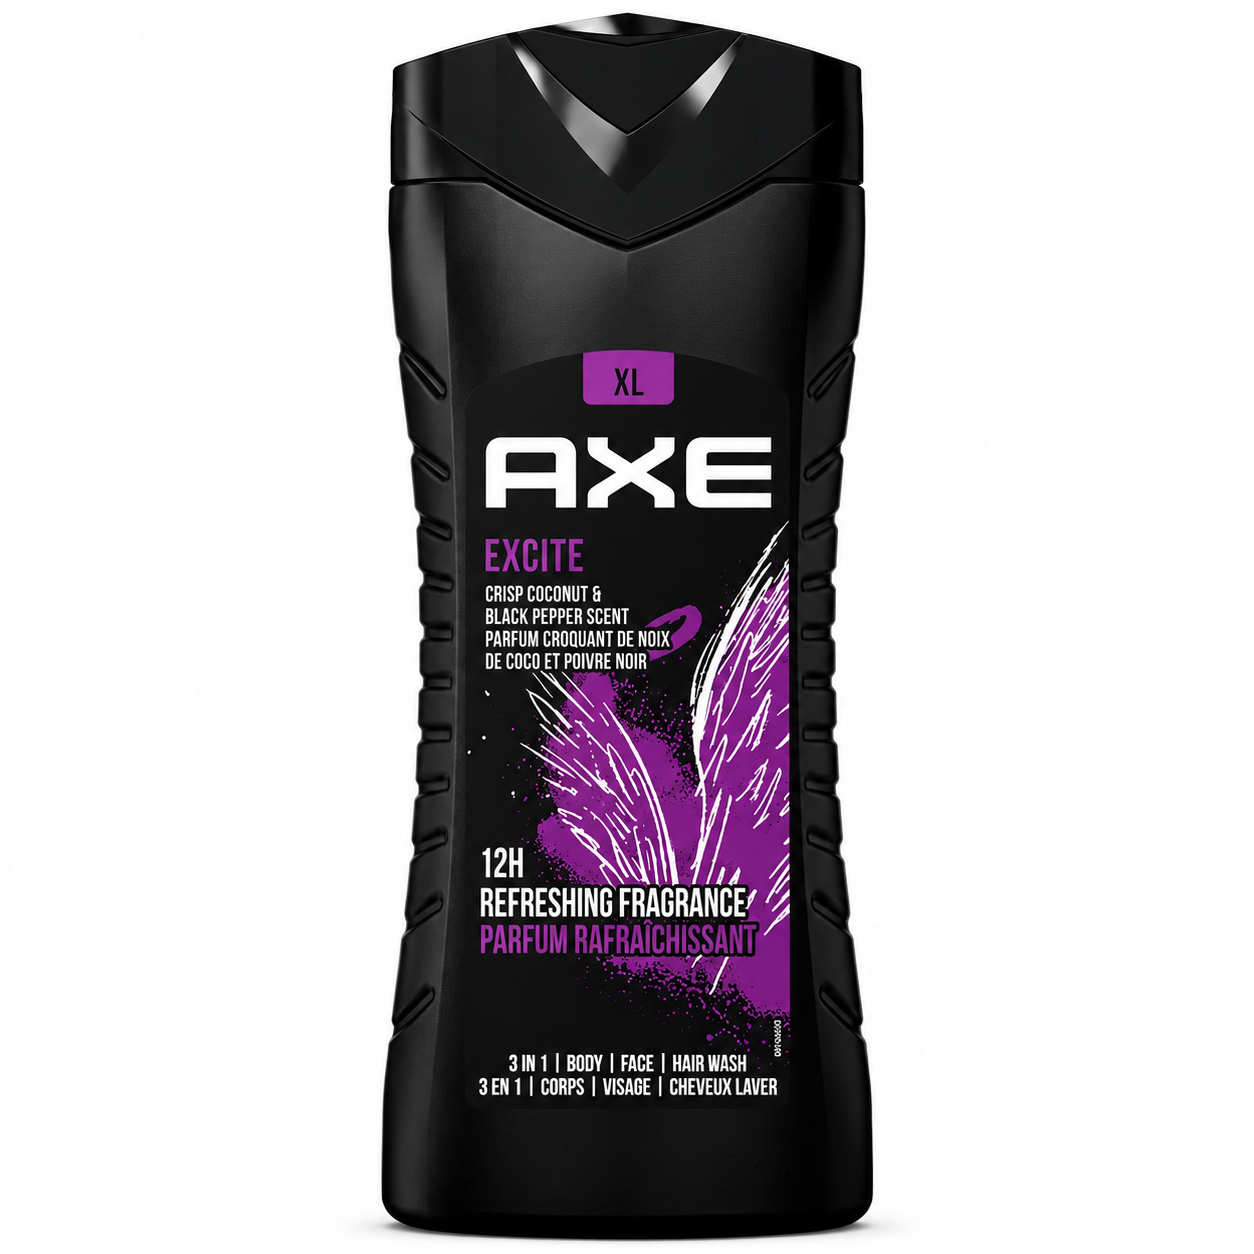 XL
AXE
EXCITE
CRISP COCONUT &
BLACK PEPPER SCENT
PARFUM CROQUANT DE NOIX
DE COCO ET POIVRE NOIR
12H
REFRESHING FRAGRANCE
PARFUM RAFRAÎCHISSANT
3 IN 1 | BODY | FACE | HAIR WASH
3 EN 1 | CORPS | VISAGE | CHEVEUX LAVER